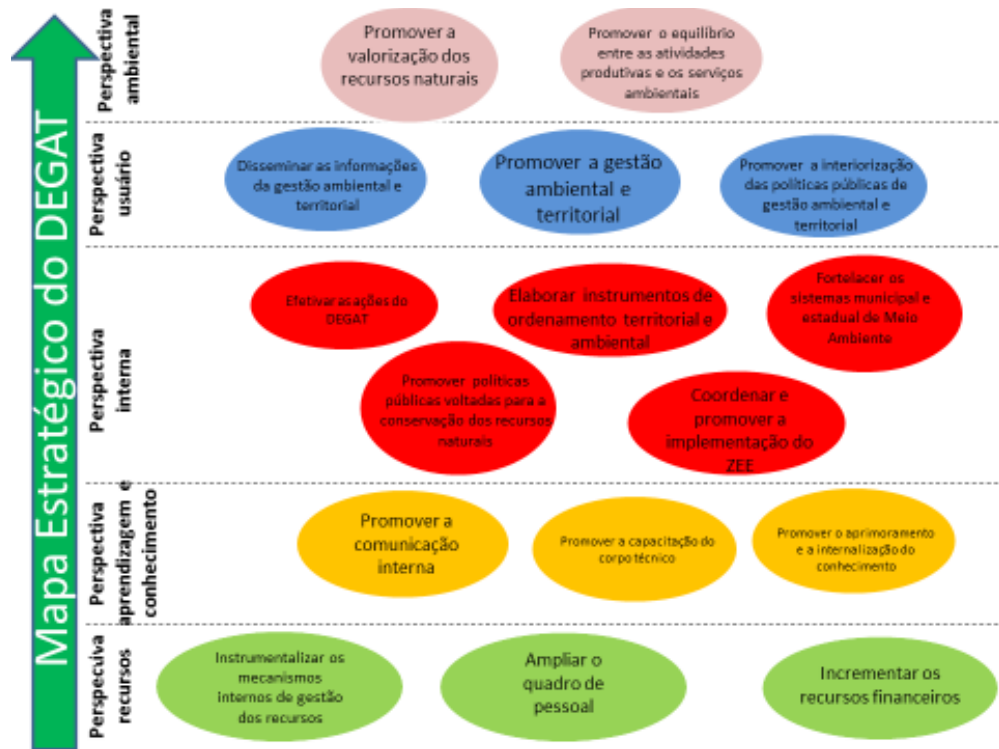 Mapa Estratégico do DEGAT
Perspectiva
ambiental
Promover a
valorização dos
recursos naturais
Promover o equilíbrio
entre as atividades
produtivas e os serviços
ambientais
Perspectiva
usuário
Disseminar as informações
da gestão ambiental e
territorial
Promover a gestão
ambiental e
territorial
Promover a interiorização
das políticas públicas de
gestão ambiental e
territorial
Perspectiva
interna
Efetivar as ações do
DEGAT
Elaborar instrumentos de
ordenamento territorial e
ambiental
Fortelacer os
sistemas municipal e
estadual de Meio
Ambiente
Promover políticas
públicas voltadas para a
conservação dos recursos
naturais
Coordenar e
promover a
implementação do
ZEE
Perspectiva
aprendizagem e
conhecimento
Promover a
comunicação
interna
Promover a capacitação do
corpo técnico
Promover o aprimoramento
e a internalização do
conhecimento
Perspecuiva
recursos
Instrumentalizar os
mecanismos
internos de gestão
dos recursos
Ampliar o
quadro de
pessoal
Incrementar os
recursos financeiros